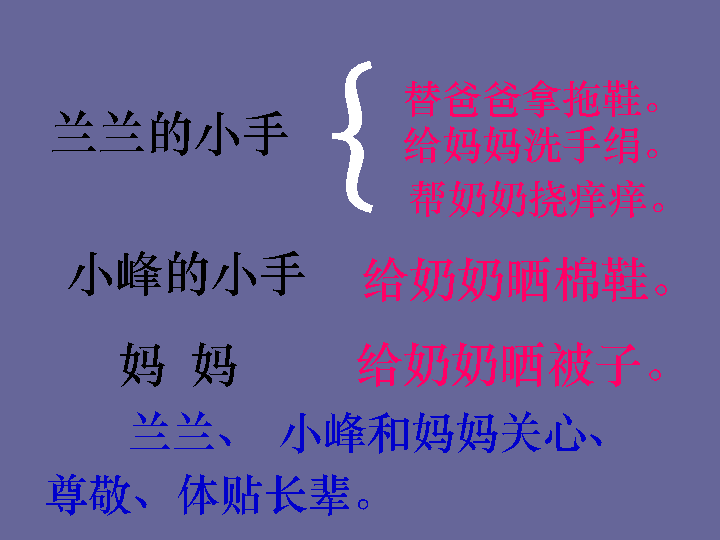 兰兰的小手
替爸爸拿拖鞋。
给妈妈洗手绢。
帮奶奶挠痒痒。
小峰的小手 给奶奶晒棉鞋。
妈 妈 给奶奶晒被子。
兰兰、 小峰和妈妈关心、
尊敬、体贴长辈。